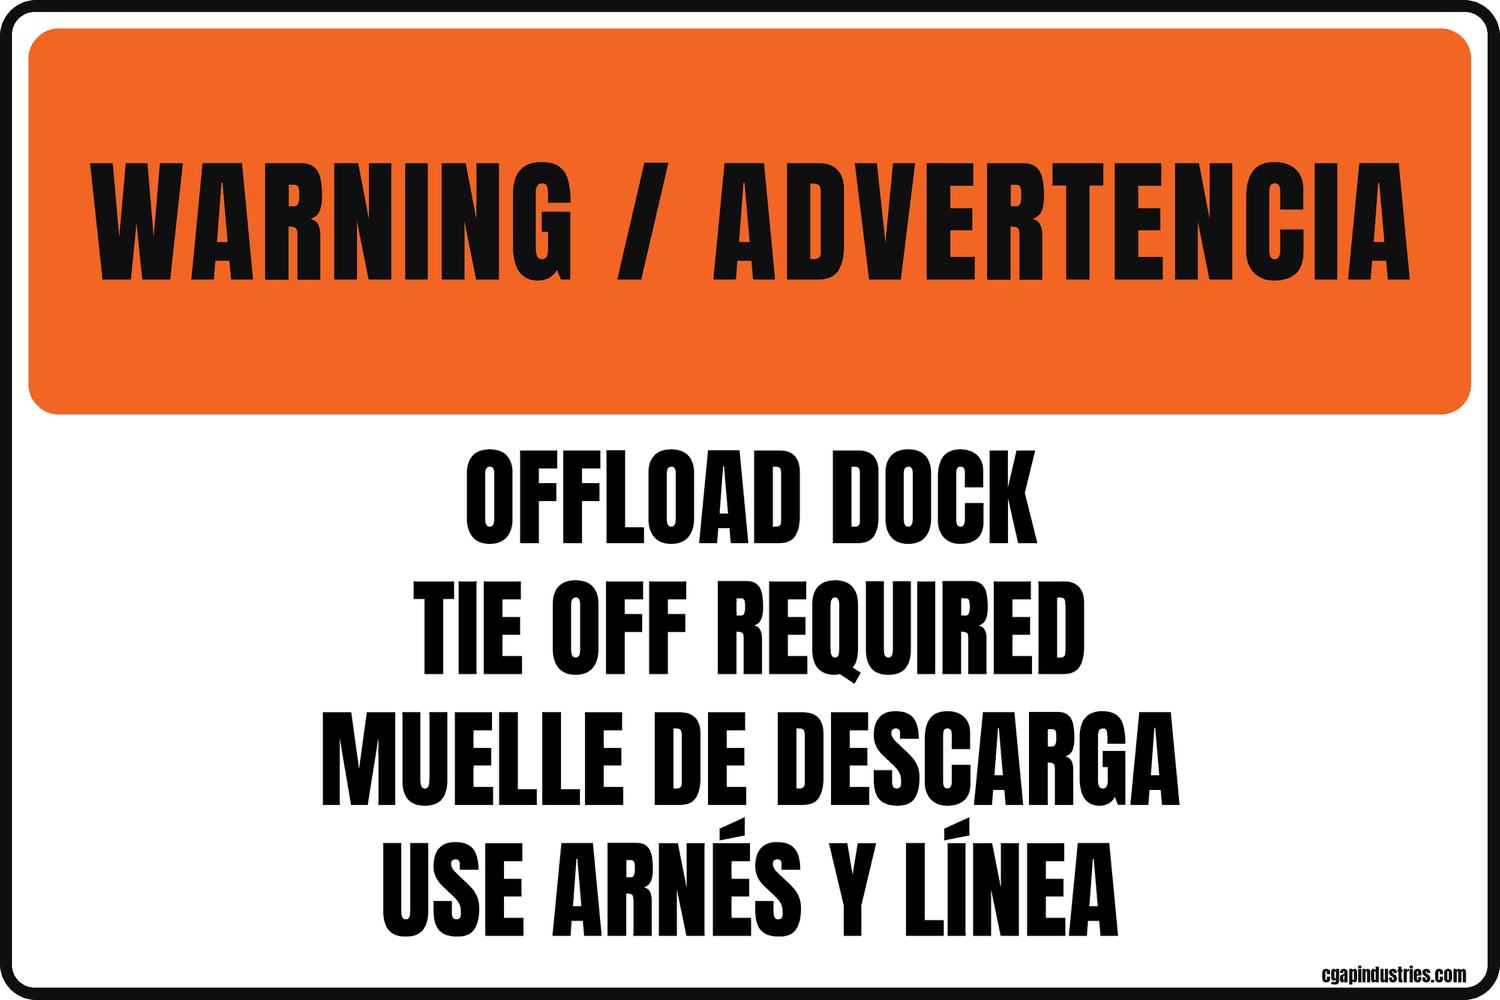 WARNING / ADVERTENCIA
OFFLOAD DOCK
TIE OFF REQUIRED
MUELLE DE DESCARGA
USE ARNÉS Y LÍNEA
cgapindustries.com